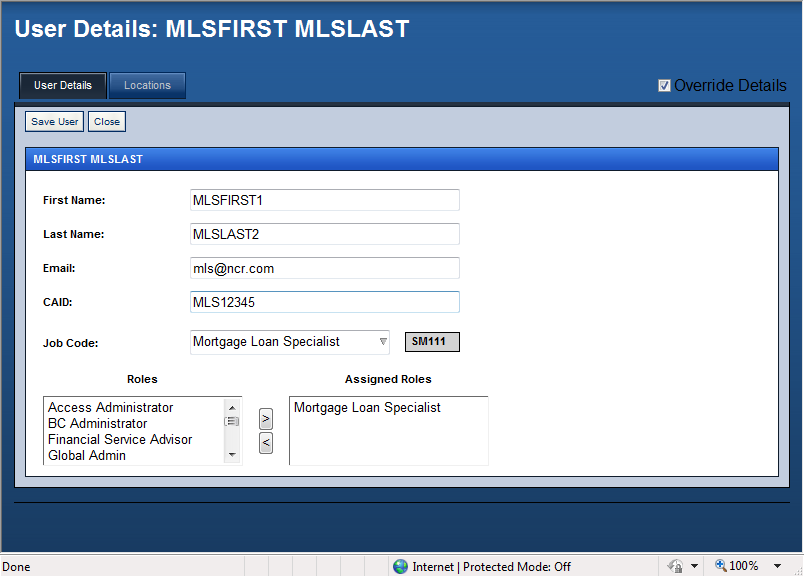 User Details: MLSFIRST MLSLAST
User Details Locations Override Details
Save User Close
MLSFIRST MLSLAST
First Name: MLSFIRST1
Last Name: MLSLAST2
Email: mls@ncr.com
CAID: MLS12345
Job Code: Mortgage Loan Specialist SM111
Roles Assigned Roles
Access Administrator > Mortgage Loan Specialist
BC Administrator
Financial Service Advisor <
Global Admin
Done Internet | Protected Mode: Off 100%